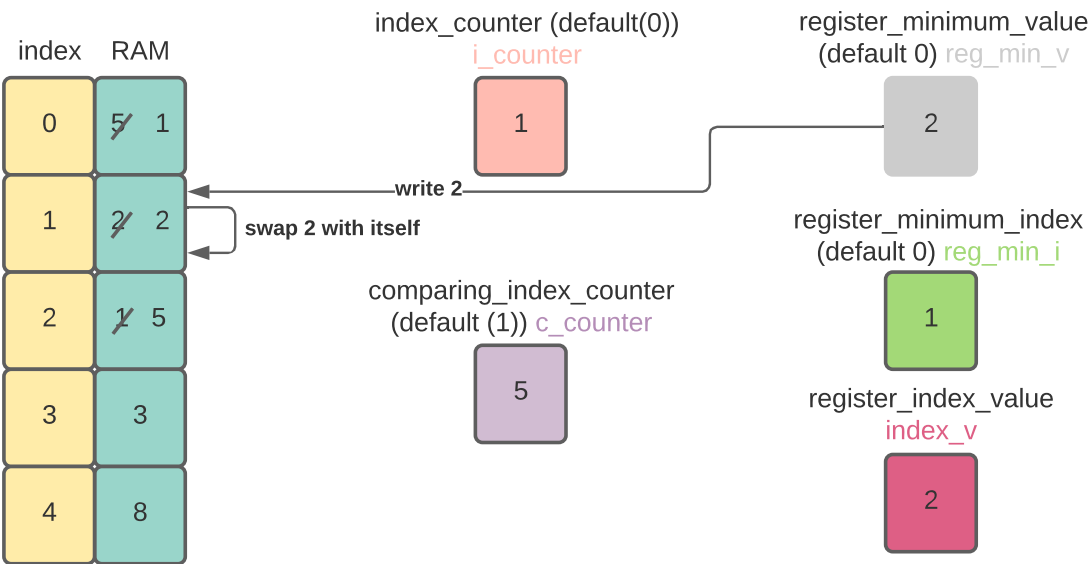 index RAM
index_counter (default(0))
i_counter
register_minimum_value
(default 0) reg_min_v
0 5 1
1
2
write 2
1 2 2
swap 2 with itself
register_minimum_index
(default 0) reg_min_i
1
2 1 5
comparing_index_counter
(default (1)) c_counter
5
3 3
register_index_value
index_v
2
4 8